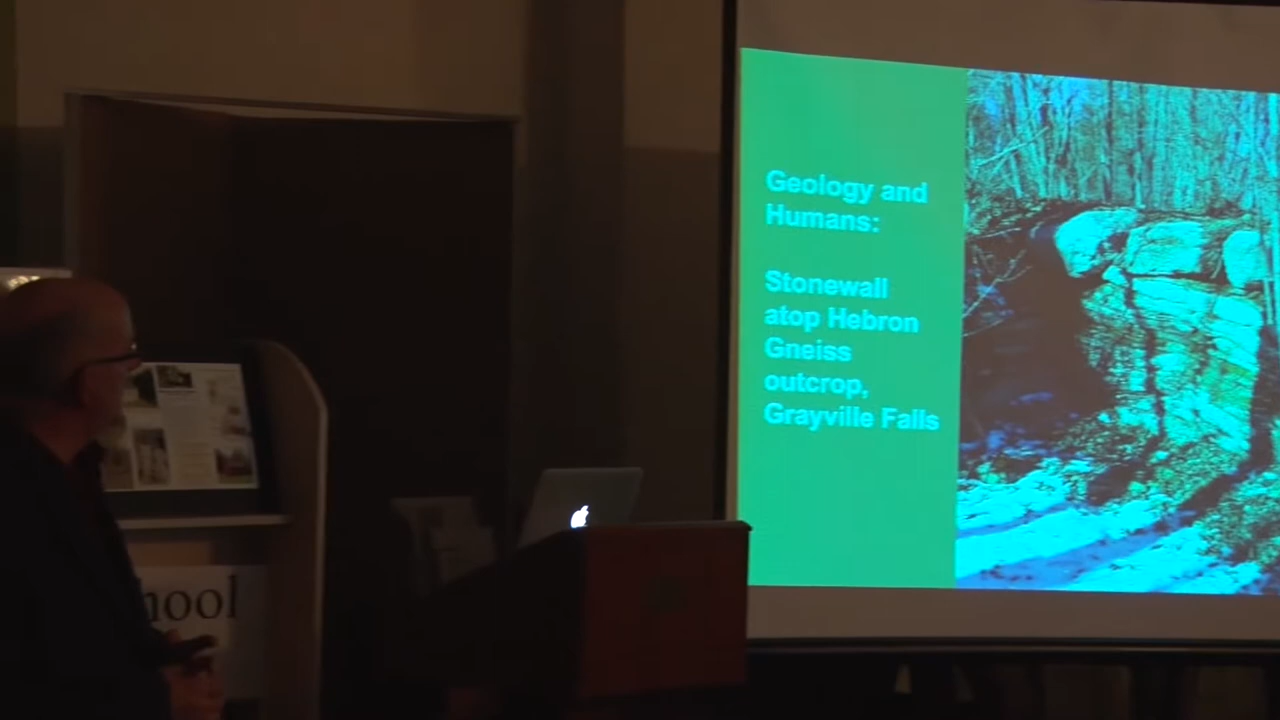 Geology and
Humans:
Stonewall
atop Hebron
Gneiss
outcrop,
Grayville Falls
hool